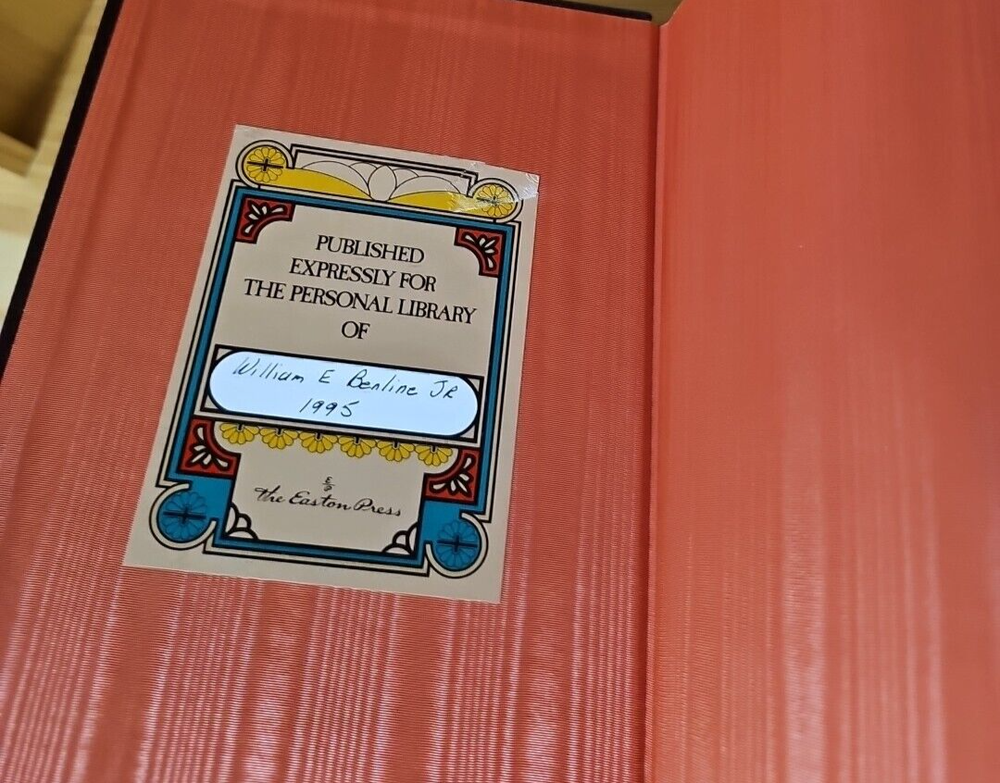 PUBLISHED
EXPRESSLY FOR
THE PERSONAL LIBRARY
OF
William E Benline JR
1995
the Easton Press